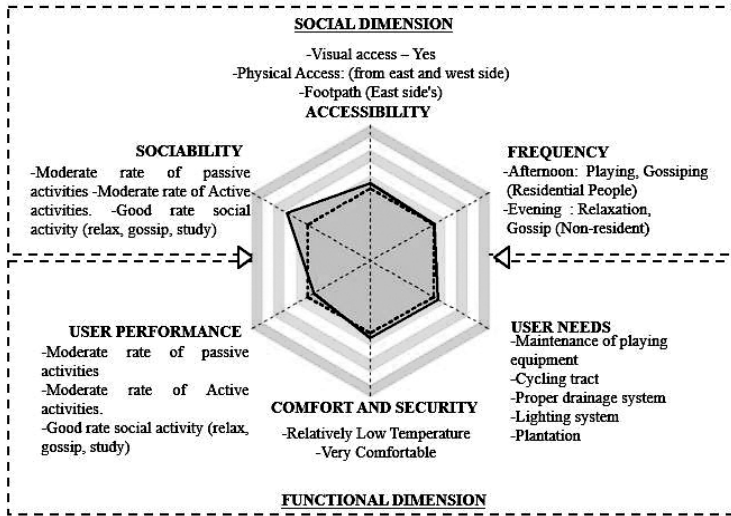 SOCIAL DIMENSION
-Visual access – Yes
-Physical Access: (from east and west side)
-Footpath (East side's)
ACCESSIBILITY
SOCIABILITY
-Moderate rate of passive
activities -Moderate rate of Active
activities. -Good rate social
activity (relax, gossip, study)
FREQUENCY
-Afternoon: Playing, Gossiping
(Residential People)
-Evening : Relaxation,
Gossip (Non-resident)
USER PERFORMANCE
-Moderate rate of passive
activities
-Moderate rate of Active
activities.
-Good rate social activity (relax,
gossip, study)
COMFORT AND SECURITY
-Relatively Low Temperature
-Very Comfortable
USER NEEDS
-Maintenance of playing
equipment
-Cycling tract
-Proper drainage system
-Lighting system
-Plantation
FUNCTIONAL DIMENSION